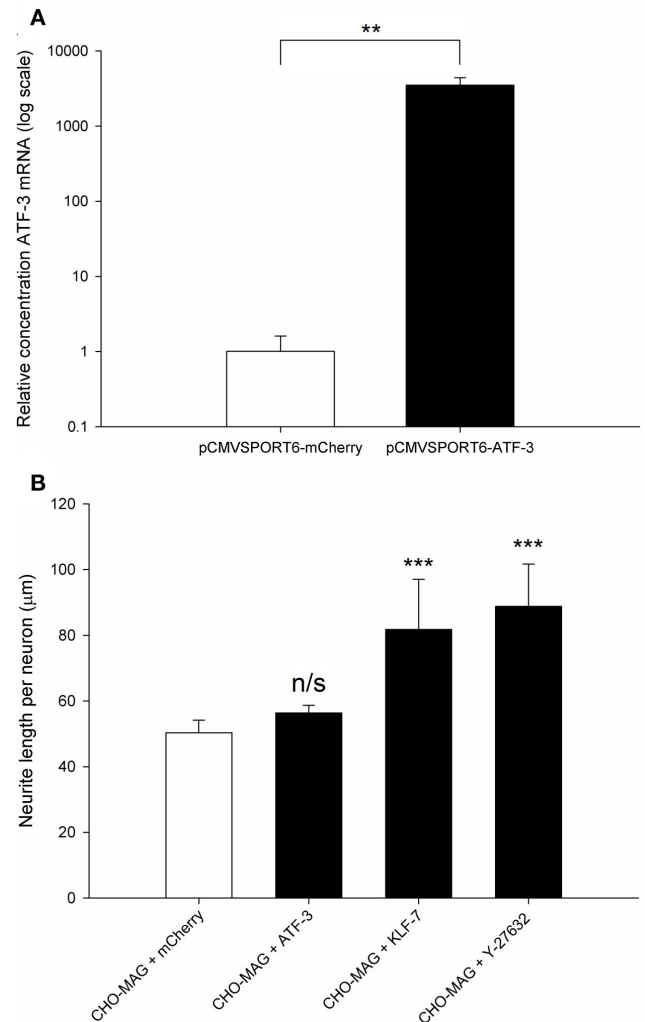 A
**
10000
1000
100
10
1
0.1
Relative concentration ATF-3 mRNA (log scale)
pCMVSPORT6-mCherry
pCMVSPORT6-ATF-3
B
120
100
80
60
40
20
0
Neurite length per neuron (μm)
n/s
***
***
CHO-MAG + mCherry
CHO-MAG + ATF-3
CHO-MAG + KLF-7
CHO-MAG + Y-27632